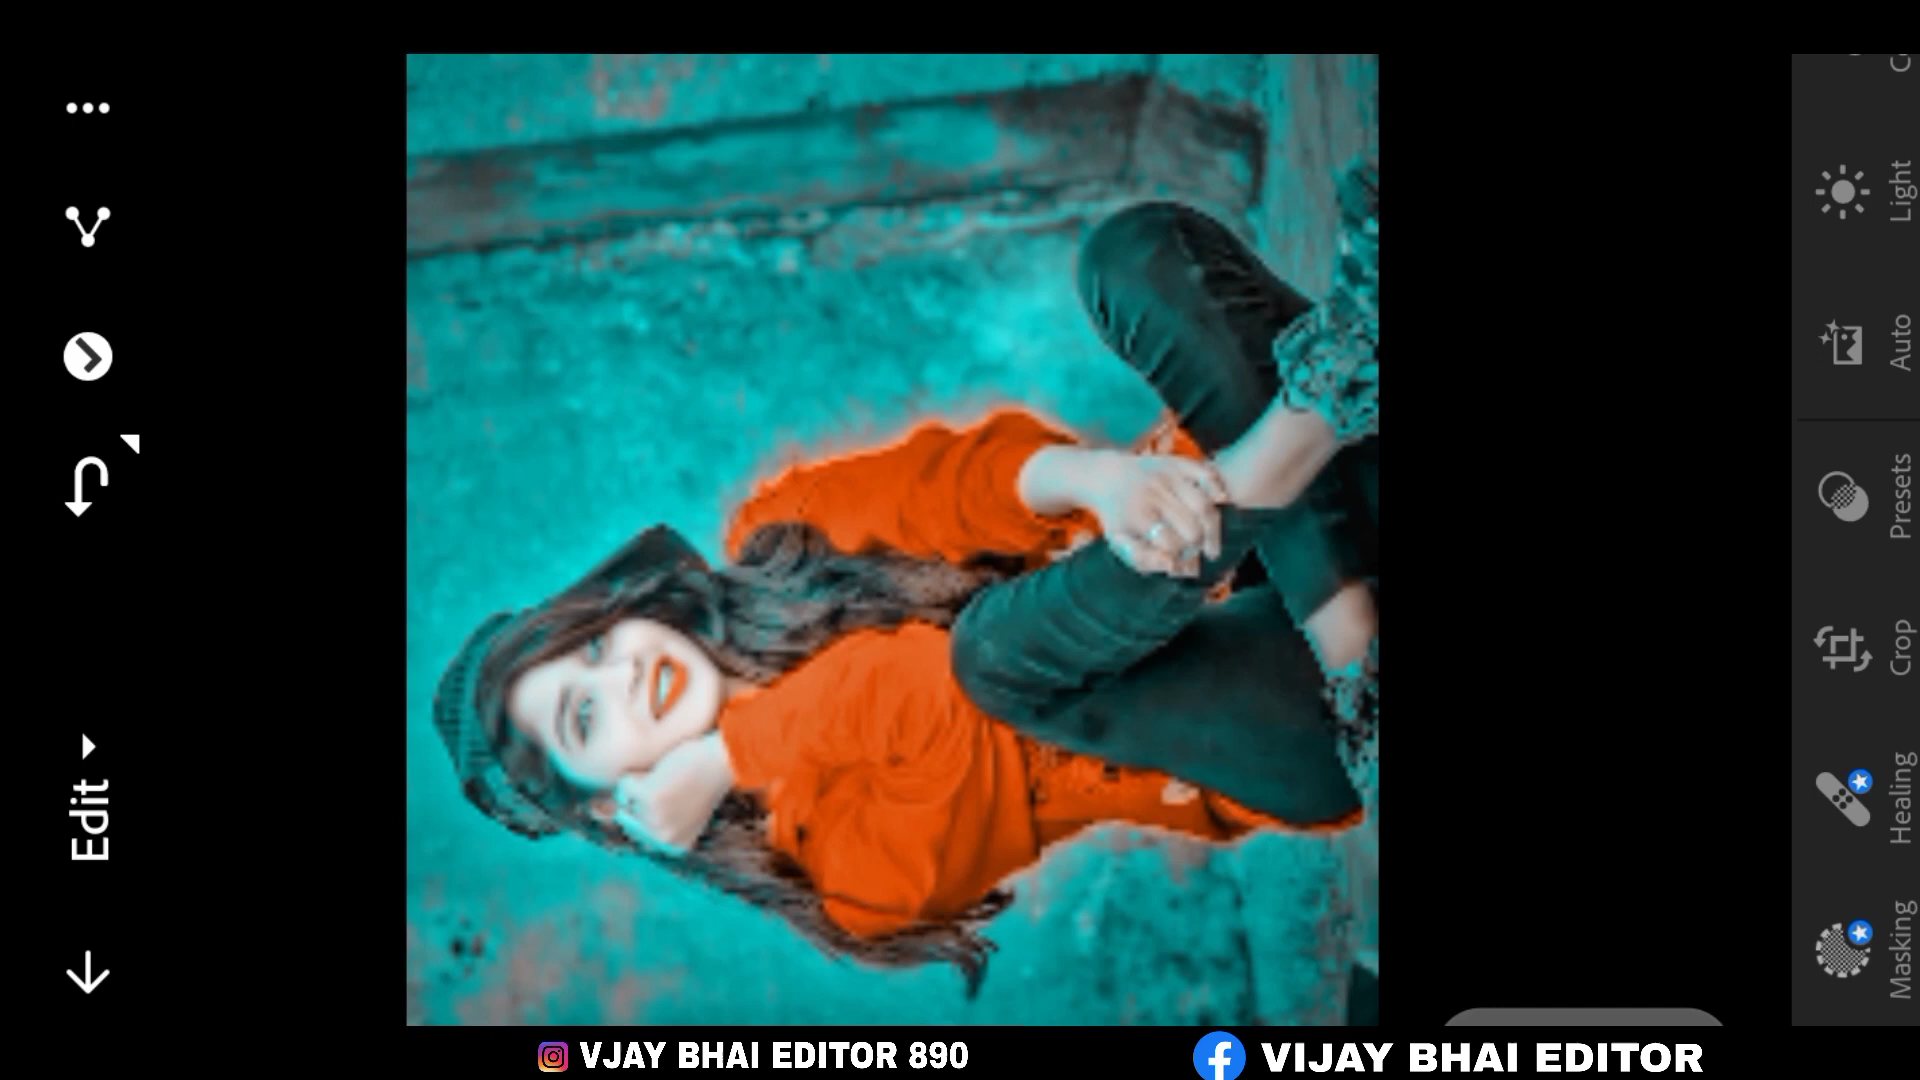 Edit
Masking
Healing
Crop
Presets
Auto
Light
VJAY BHAI EDITOR 890
VIJAY BHAI EDITOR